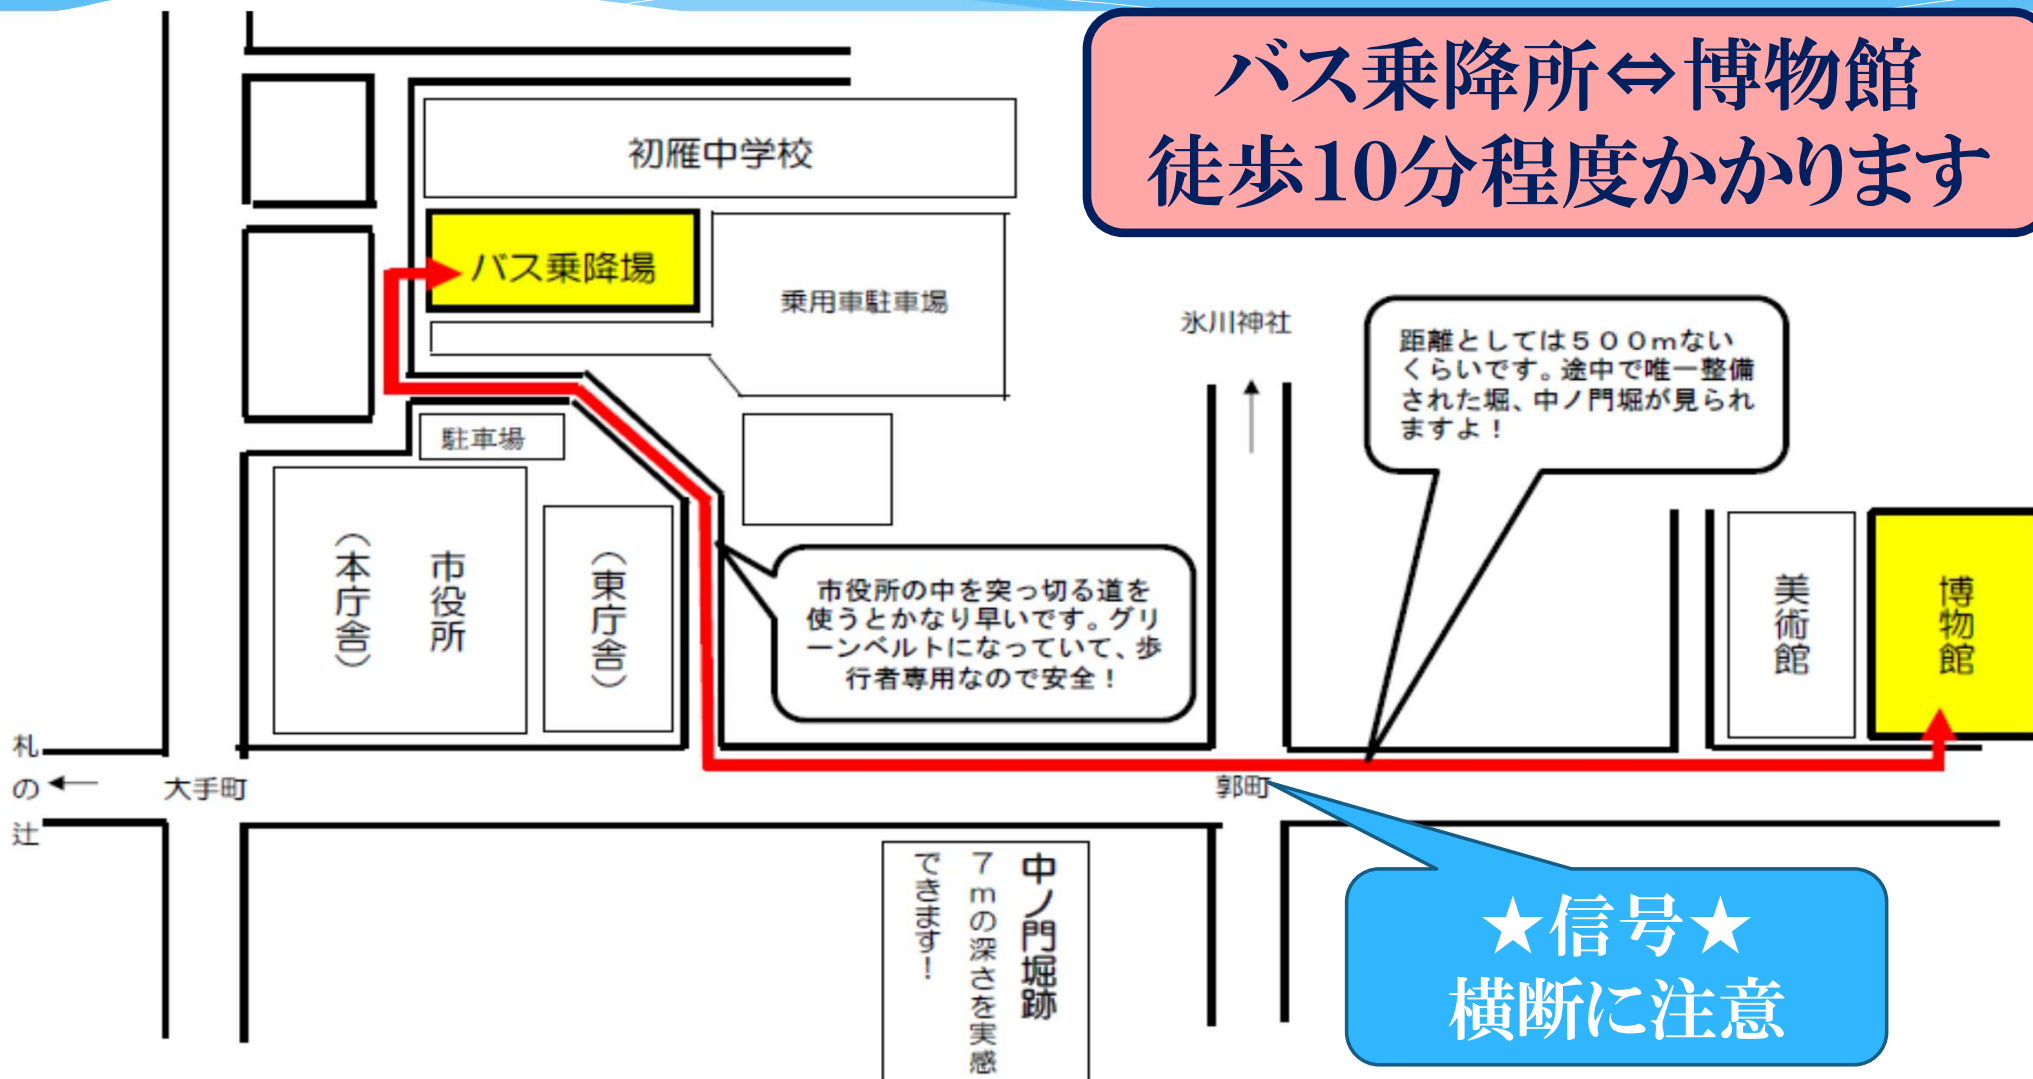 バス乗降所⇔博物館
徒歩10分程度かかります
初雁中学校
バス乗降場
乗用車駐車場
氷川神社
距離としては５００ｍない
くらいです。途中で唯一整備
された堀、中ノ門堀が見られ
ますよ！
駐車場
市役所
（本庁舎）
（東庁舎）
市役所の中を突っ切る道を
使うとかなり早いです。グリ
ーンベルトになっていて、歩
行者専用なので安全！
美術館
博物館
札の辻
大手町
郭町
中ノ門堀跡
７ｍの深さを実感
できます！
★信号★
横断に注意